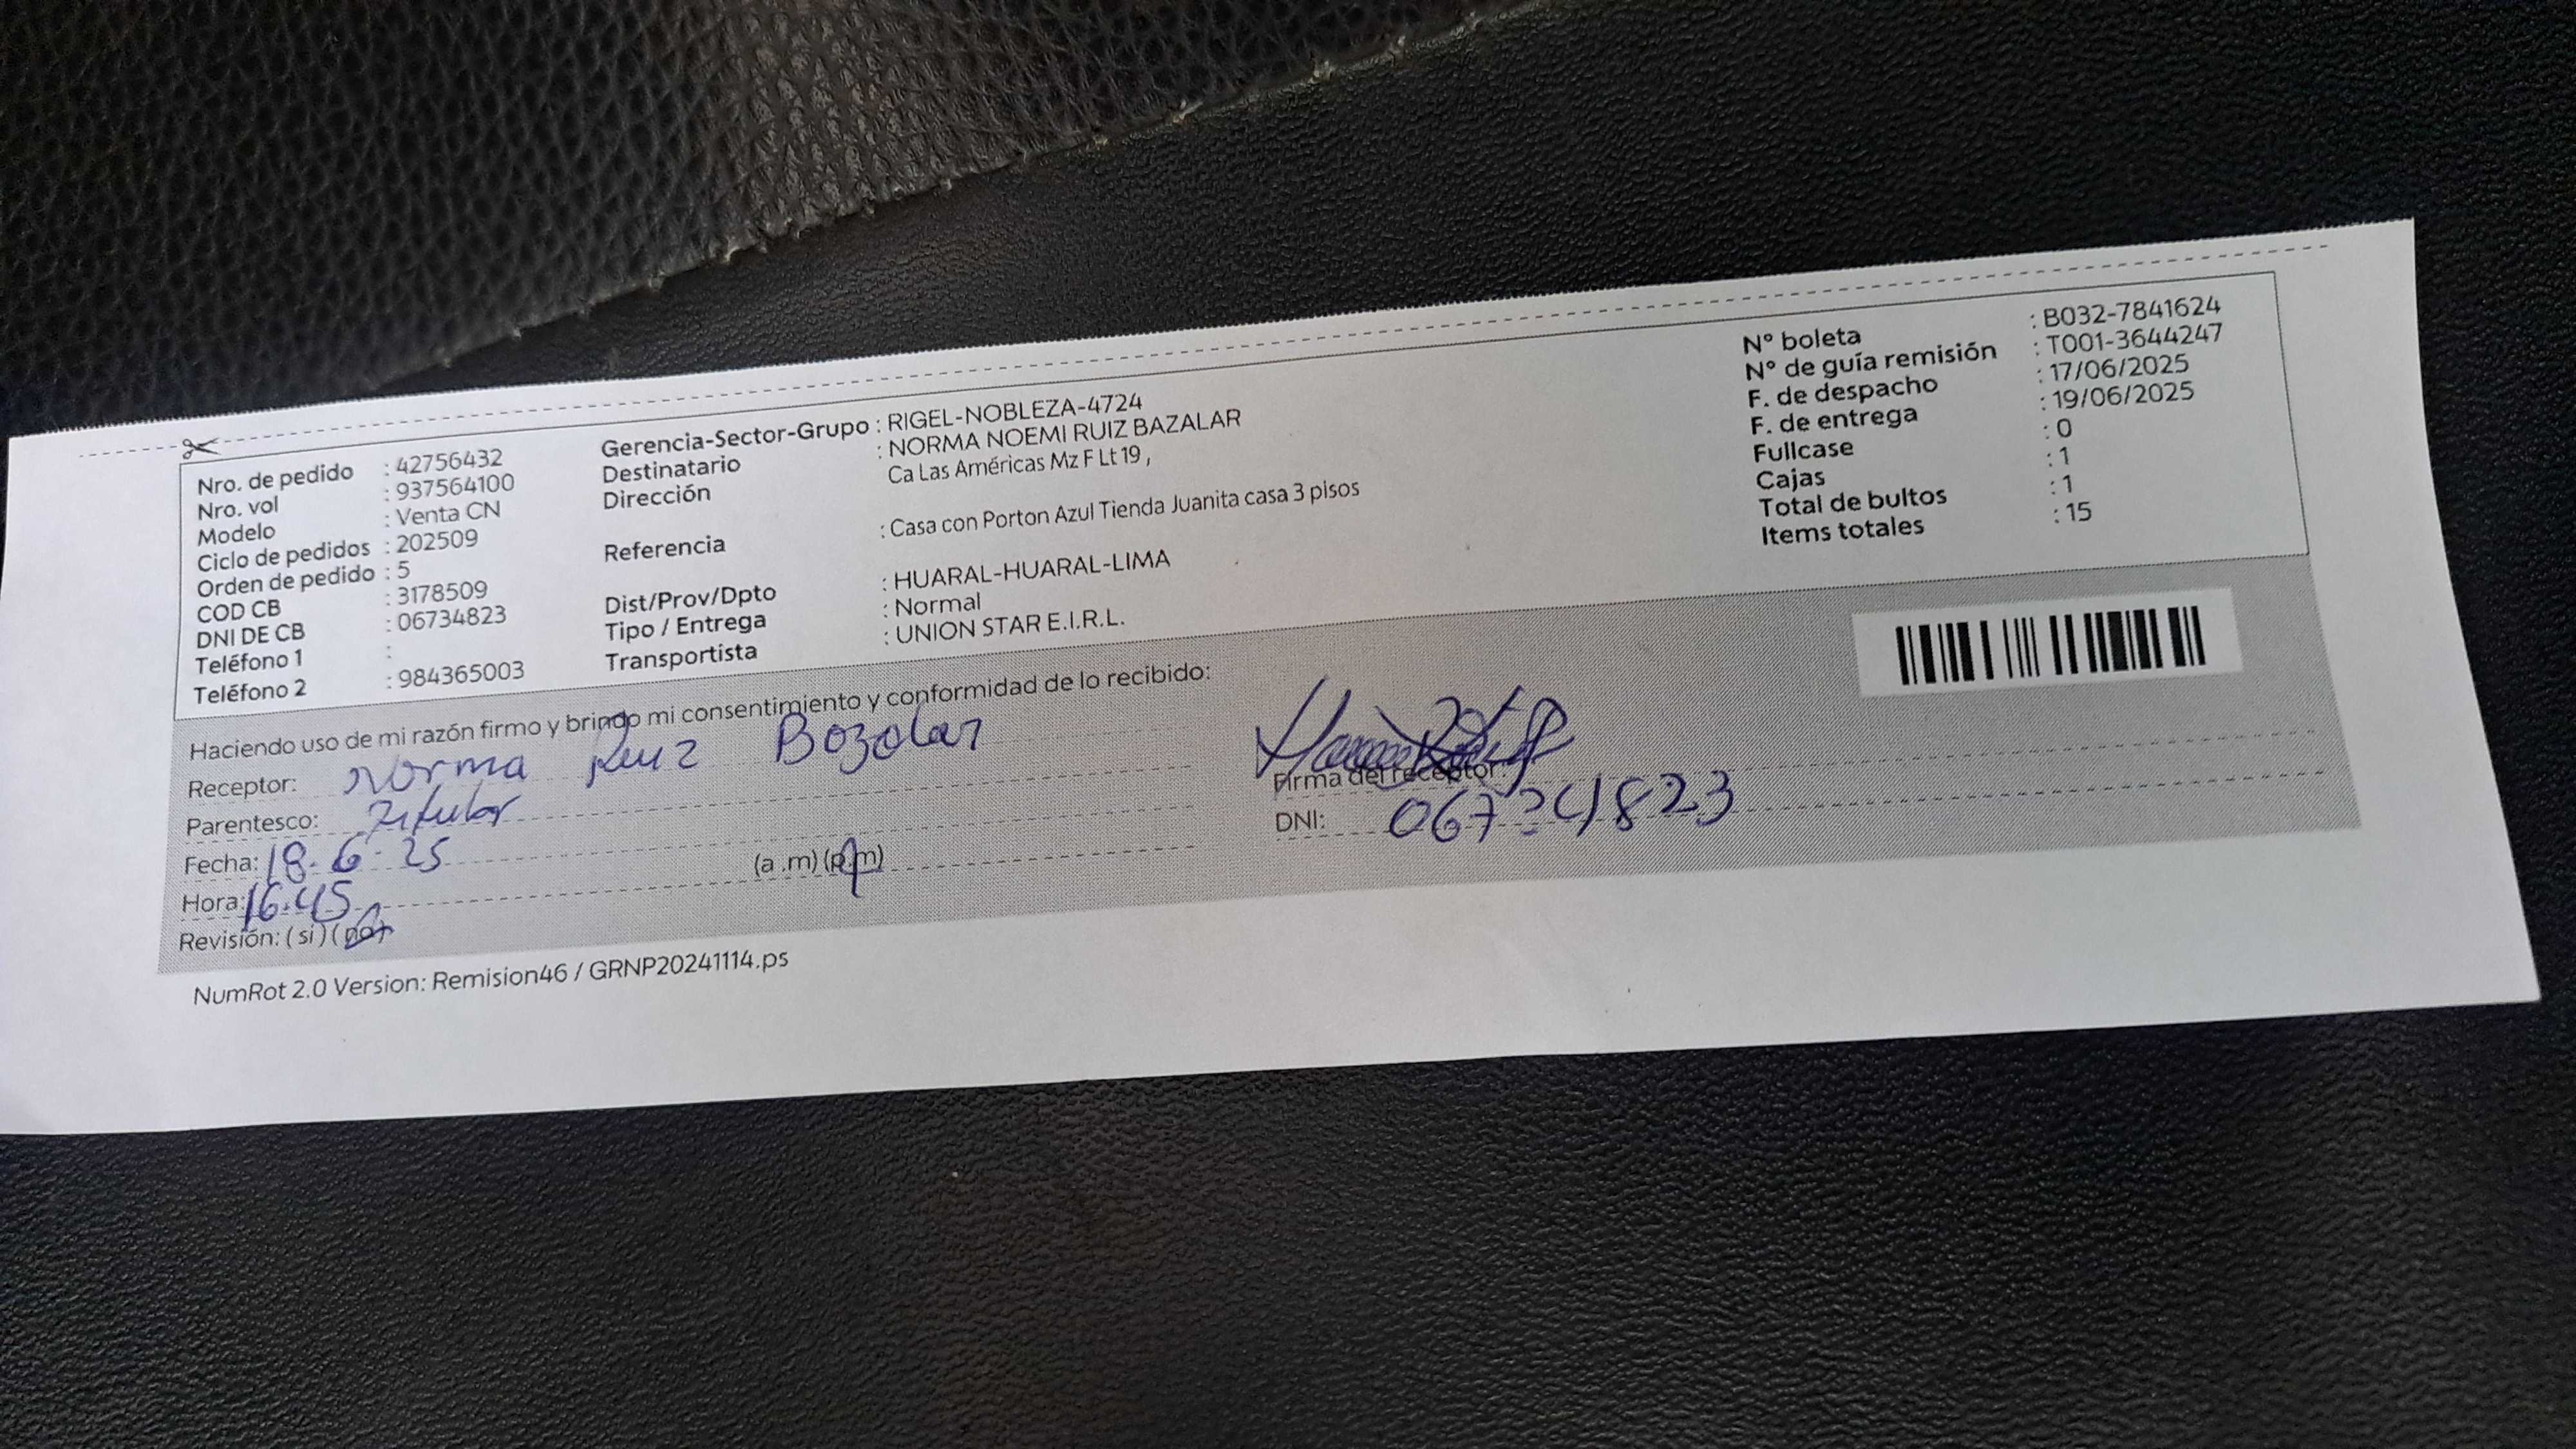 Nro. de pedido : 42756432
Nro. vol : 937564100
Modelo : Venta CN
Ciclo de pedidos : 202509
Orden de pedido : 5
COD CB : 3178509
DNI DE CB : 06734823
Teléfono 1 :
Teléfono 2 : 984365003
Gerencia-Sector-Grupo : RIGEL-NOBLEZA-4724
Destinatario : NORMA NOEMI RUIZ BAZALAR
Dirección Ca Las Américas Mz F Lt 19 ,
Referencia : Casa con Porton Azul Tienda Juanita casa 3 pisos
Dist/Prov/Dpto : HUARAL-HUARAL-LIMA
Tipo / Entrega : Normal
Transportista : UNION STAR E.I.R.L.
N° boleta : B032-7841624
N° de guía remisión : T001-3644247
F. de despacho : 17/06/2025
F. de entrega : 19/06/2025
Fullcase : 0
Cajas : 1
Total de bultos : 1
Items totales : 15
Haciendo uso de mi razón firmo y brindo mi consentimiento y conformidad de lo recibido:
Receptor: Norma Ruiz Bozalar
Parentesco: Titular
Fecha: 18-6-25
Hora: 16.45 (a .m) (p.m)
Revisión: ( si ) ( no )
Firma del receptor:
DNI: 06734823
NumRot 2.0 Version: Remision46 / GRNP20241114.ps